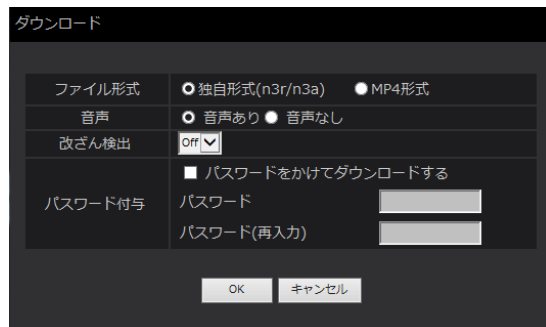 ダウンロード
ファイル形式 独自形式(n3r/n3a) MP4形式
音声 音声あり 音声なし
改ざん検出 Off
パスワードをかけてダウンロードする
パスワード付与 パスワード
パスワード(再入力)
OK キャンセル